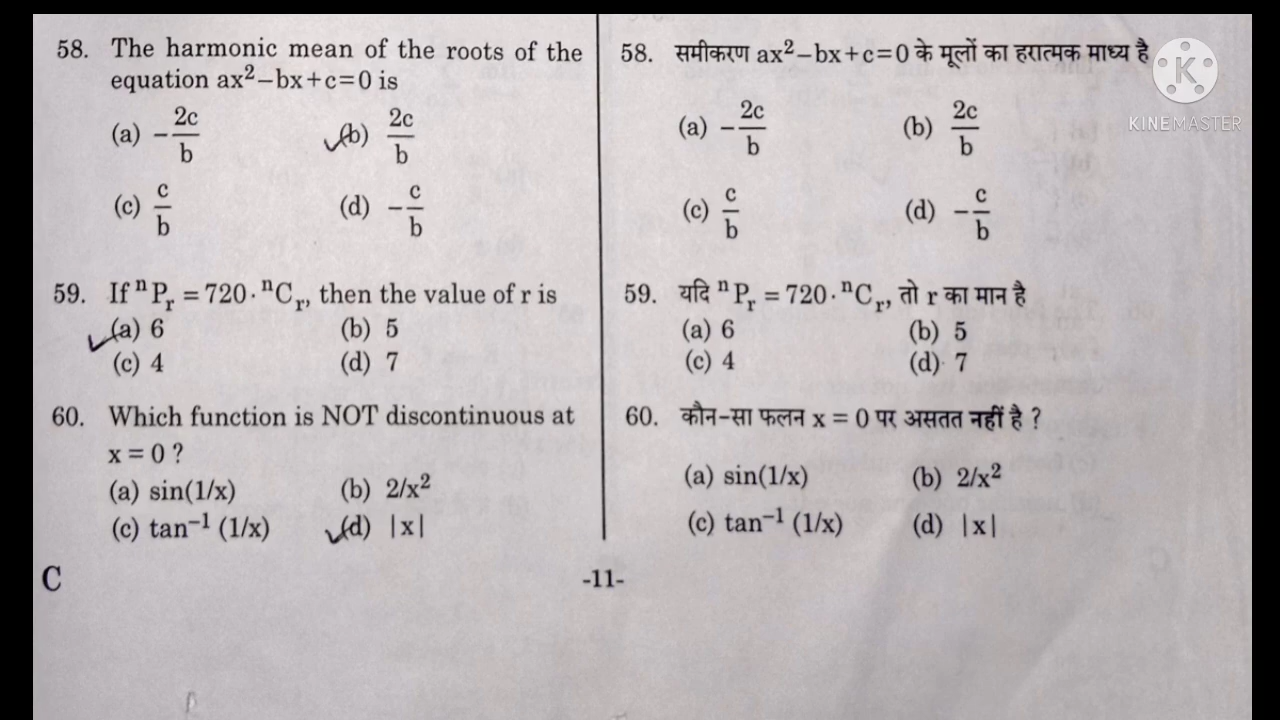 58. The harmonic mean of the roots of the
equation ax²−bx+c=0 is
(a) −2c/b (b) 2c/b
(c) c/b (d) −c/b
59. If ⁿPᵣ = 720·ⁿCᵣ, then the value of r is
(a) 6 (b) 5
(c) 4 (d) 7
60. Which function is NOT discontinuous at
x = 0 ?
(a) sin(1/x) (b) 2/x²
(c) tan⁻¹ (1/x) (d) |x|
C
58. समीकरण ax²−bx+c=0 के मूलों का हरात्मक माध्य है
(a) −2c/b (b) 2c/b
(c) c/b (d) −c/b
59. यदि ⁿPᵣ = 720·ⁿCᵣ, तो r का मान है
(a) 6 (b) 5
(c) 4 (d) 7
60. कौन-सा फलन x = 0 पर असतत नहीं है ?
(a) sin(1/x) (b) 2/x²
(c) tan⁻¹ (1/x) (d) |x|
-11-
K
KINEMASTER